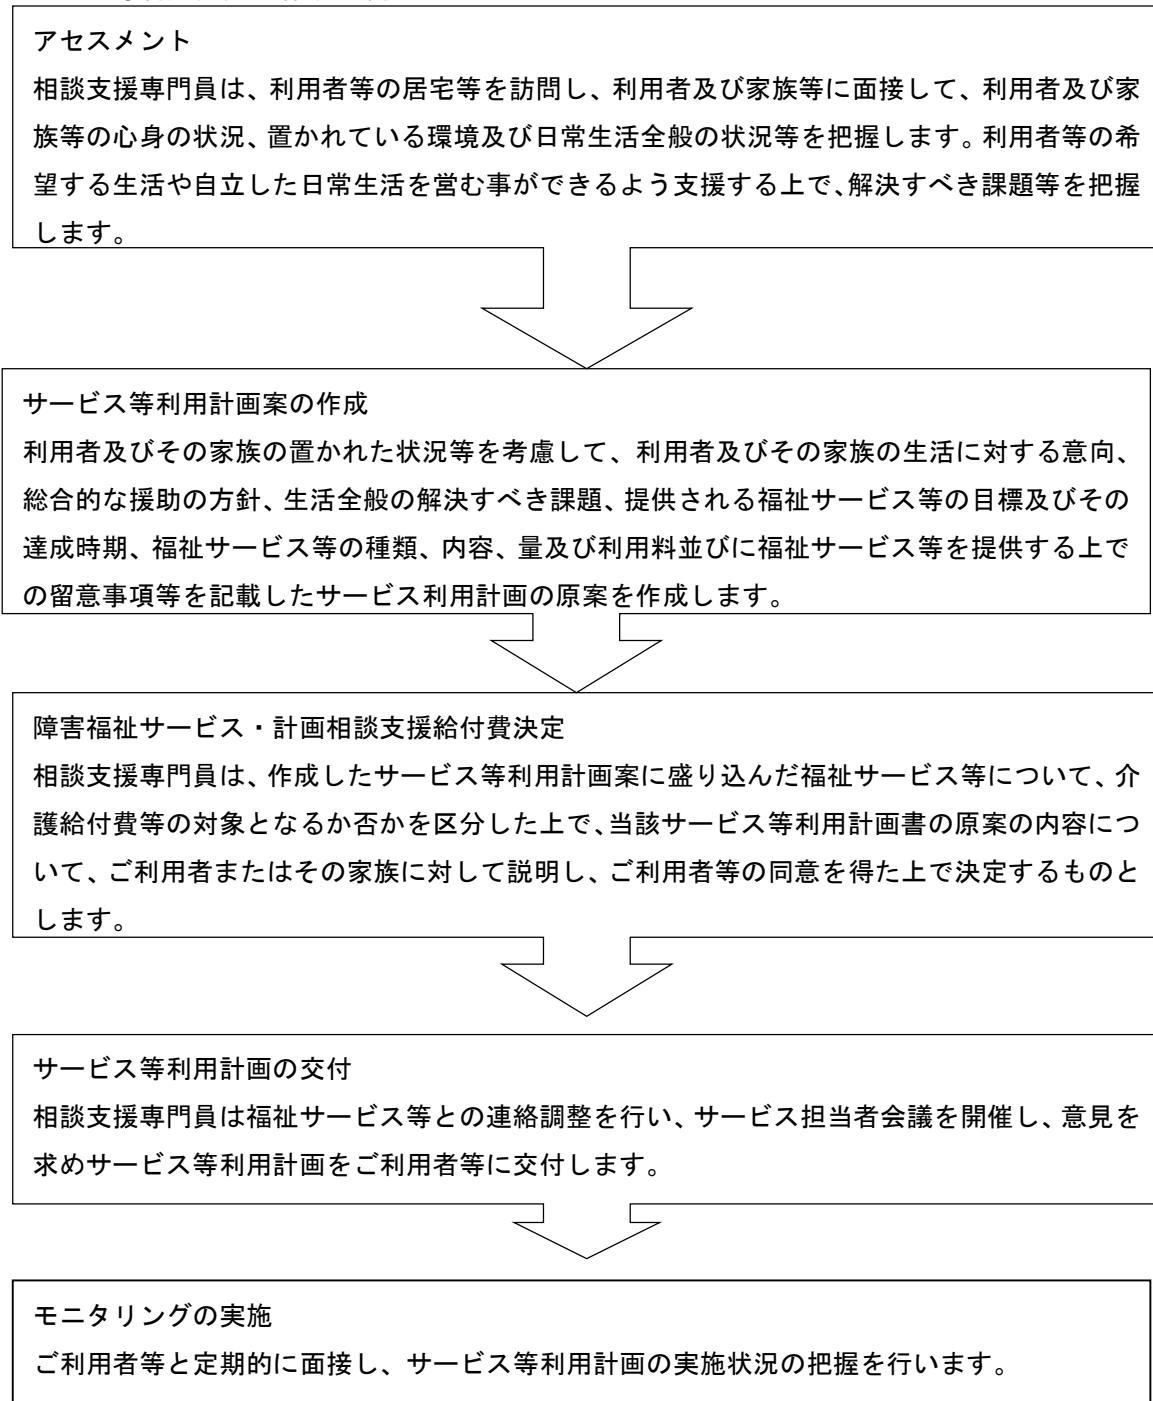 アセスメント
相談支援専門員は、利用者等の居宅等を訪問し、利用者及び家族等に面接して、利用者及び家
族等の心身の状況、置かれている環境及び日常生活全般の状況等を把握します。利用者等の希
望する生活や自立した日常生活を営む事ができるよう支援する上で、解決すべき課題等を把握
します。
サービス等利用計画案の作成
利用者及びその家族の置かれた状況等を考慮して、利用者及びその家族の生活に対する意向、
総合的な援助の方針、生活全般の解決すべき課題、提供される福祉サービス等の目標及びその
達成時期、福祉サービス等の種類、内容、量及び利用料並びに福祉サービス等を提供する上で
の留意事項等を記載したサービス利用計画の原案を作成します。
障害福祉サービス・計画相談支援給付費決定
相談支援専門員は、作成したサービス等利用計画案に盛り込んだ福祉サービス等について、介
護給付費等の対象となるか否かを区分した上で、当該サービス等利用計画書の原案の内容につ
いて、ご利用者またはその家族に対して説明し、ご利用者等の同意を得た上で決定するものと
します。
サービス等利用計画の交付
相談支援専門員は福祉サービス等との連絡調整を行い、サービス担当者会議を開催し、意見を
求めサービス等利用計画をご利用者等に交付します。
モニタリングの実施
ご利用者等と定期的に面接し、サービス等利用計画の実施状況の把握を行います。